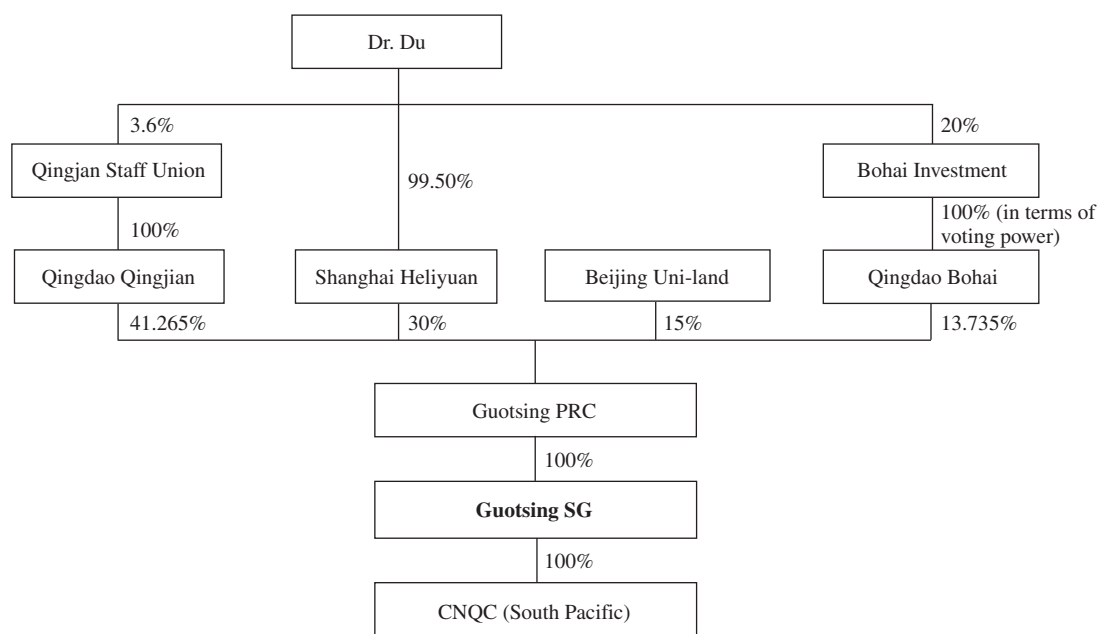 Dr. Du
3.6%
20%
Qingjan Staff Union
99.50%
Bohai Investment
100%
100% (in terms of
voting power)
Qingdao Qingjian
Shanghai Heliyuan
Beijing Uni-land
Qingdao Bohai
41.265%
30%
15%
13.735%
Guotsing PRC
100%
Guotsing SG
100%
CNQC (South Pacific)